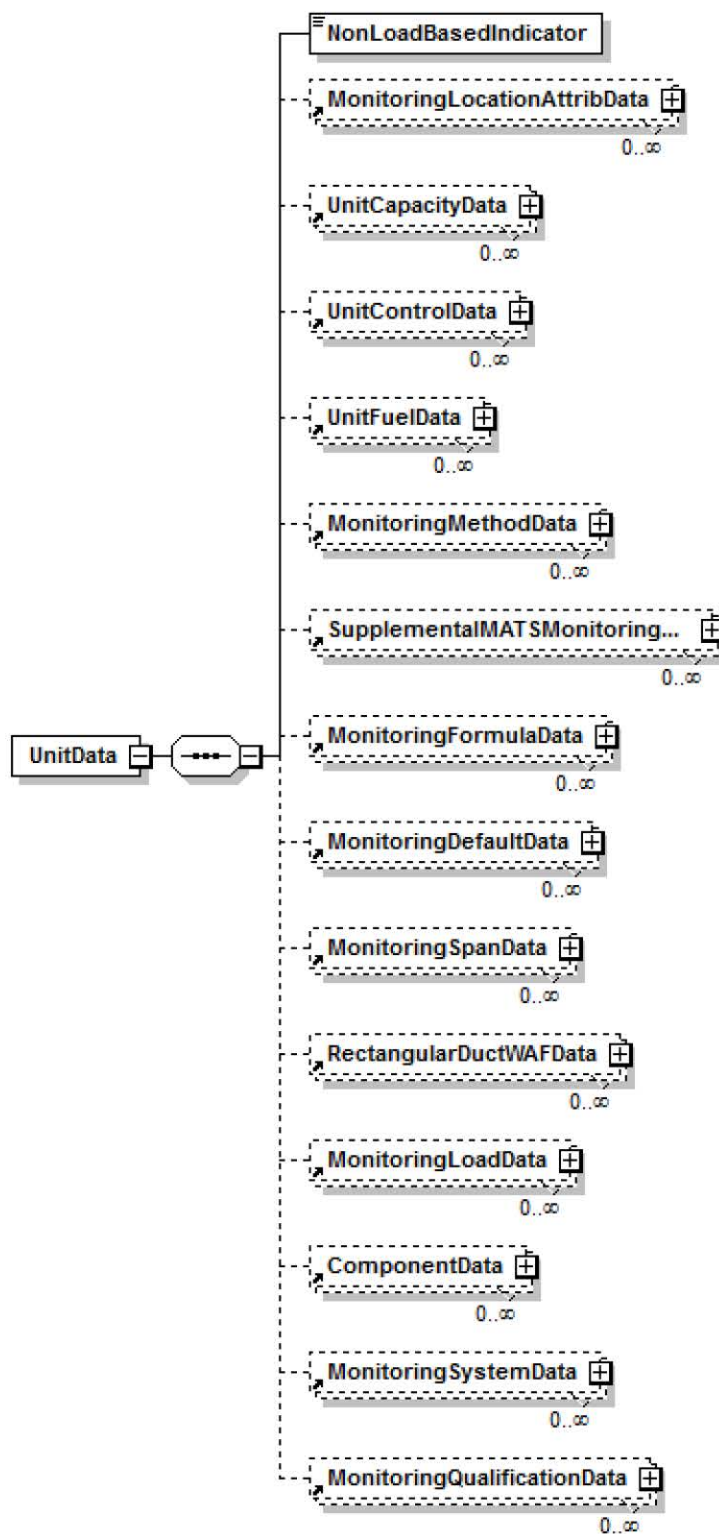 NonLoadBasedIndicator
MonitoringLocationAttribData
0..∞
UnitCapacityData
0..∞
UnitControlData
0..∞
UnitFuelData
0..∞
MonitoringMethodData
0..∞
SupplementalMATSMonitoring...
0..∞
UnitData
MonitoringFormulaData
0..∞
MonitoringDefaultData
0..∞
MonitoringSpanData
0..∞
RectangularDuctWAFData
0..∞
MonitoringLoadData
0..∞
ComponentData
0..∞
MonitoringSystemData
0..∞
MonitoringQualificationData
0..∞